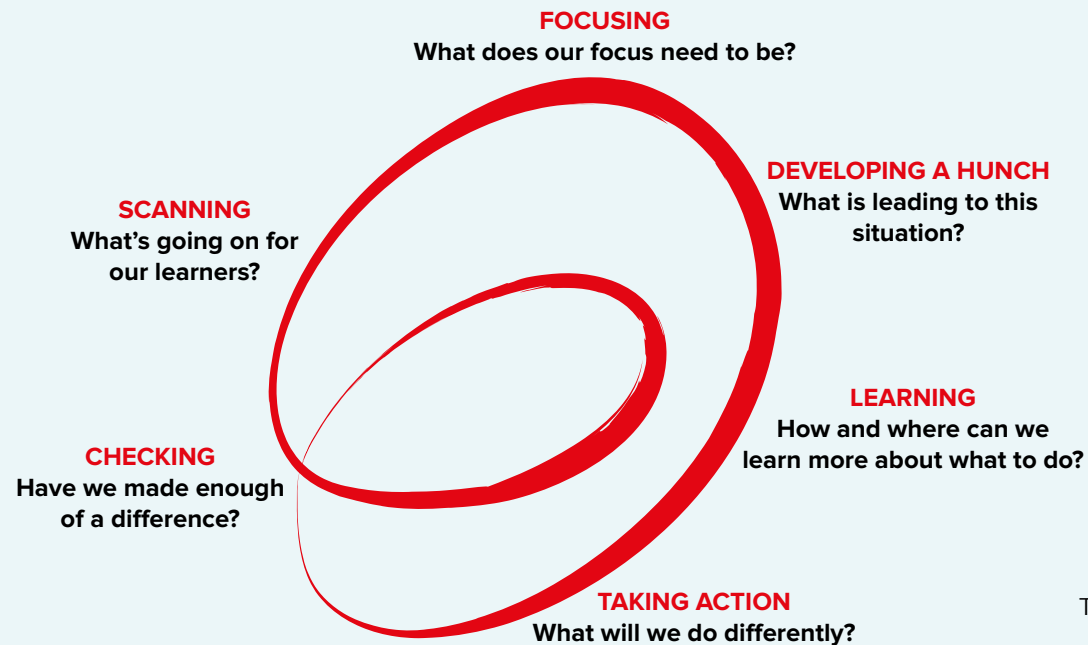 FOCUSING
What does our focus need to be?
DEVELOPING A HUNCH
What is leading to this
situation?
SCANNING
What’s going on for
our learners?
LEARNING
How and where can we
learn more about what to do?
CHECKING
Have we made enough
of a difference?
TAKING ACTION
What will we do differently?